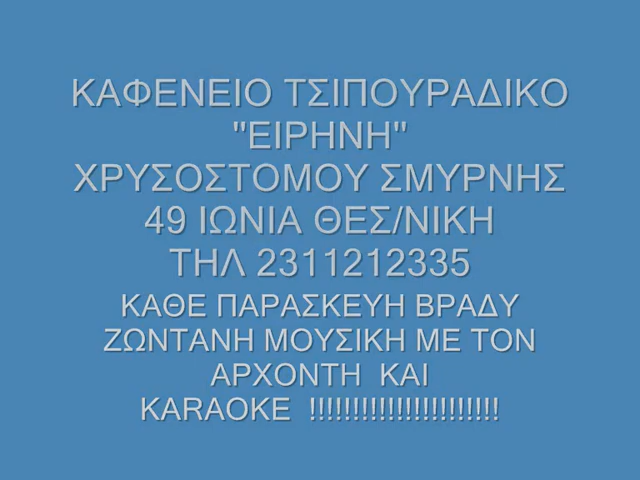 ΚΑΦΕΝΕΙΟ ΤΣΙΠΟΥΡΑΔΙΚΟ
"ΕΙΡΗΝΗ"
ΧΡΥΣΟΣΤΟΜΟΥ ΣΜΥΡΝΗΣ
49 ΙΩΝΙΑ ΘΕΣ/ΝΙΚΗ
ΤΗΛ 2311212335
ΚΑΘΕ ΠΑΡΑΣΚΕΥΗ ΒΡΑΔΥ
ΖΩΝΤΑΝΗ ΜΟΥΣΙΚΗ ΜΕ ΤΟΝ
ΑΡΧΟΝΤΗ  ΚΑΙ
KARAOKE  !!!!!!!!!!!!!!!!!!!!!!